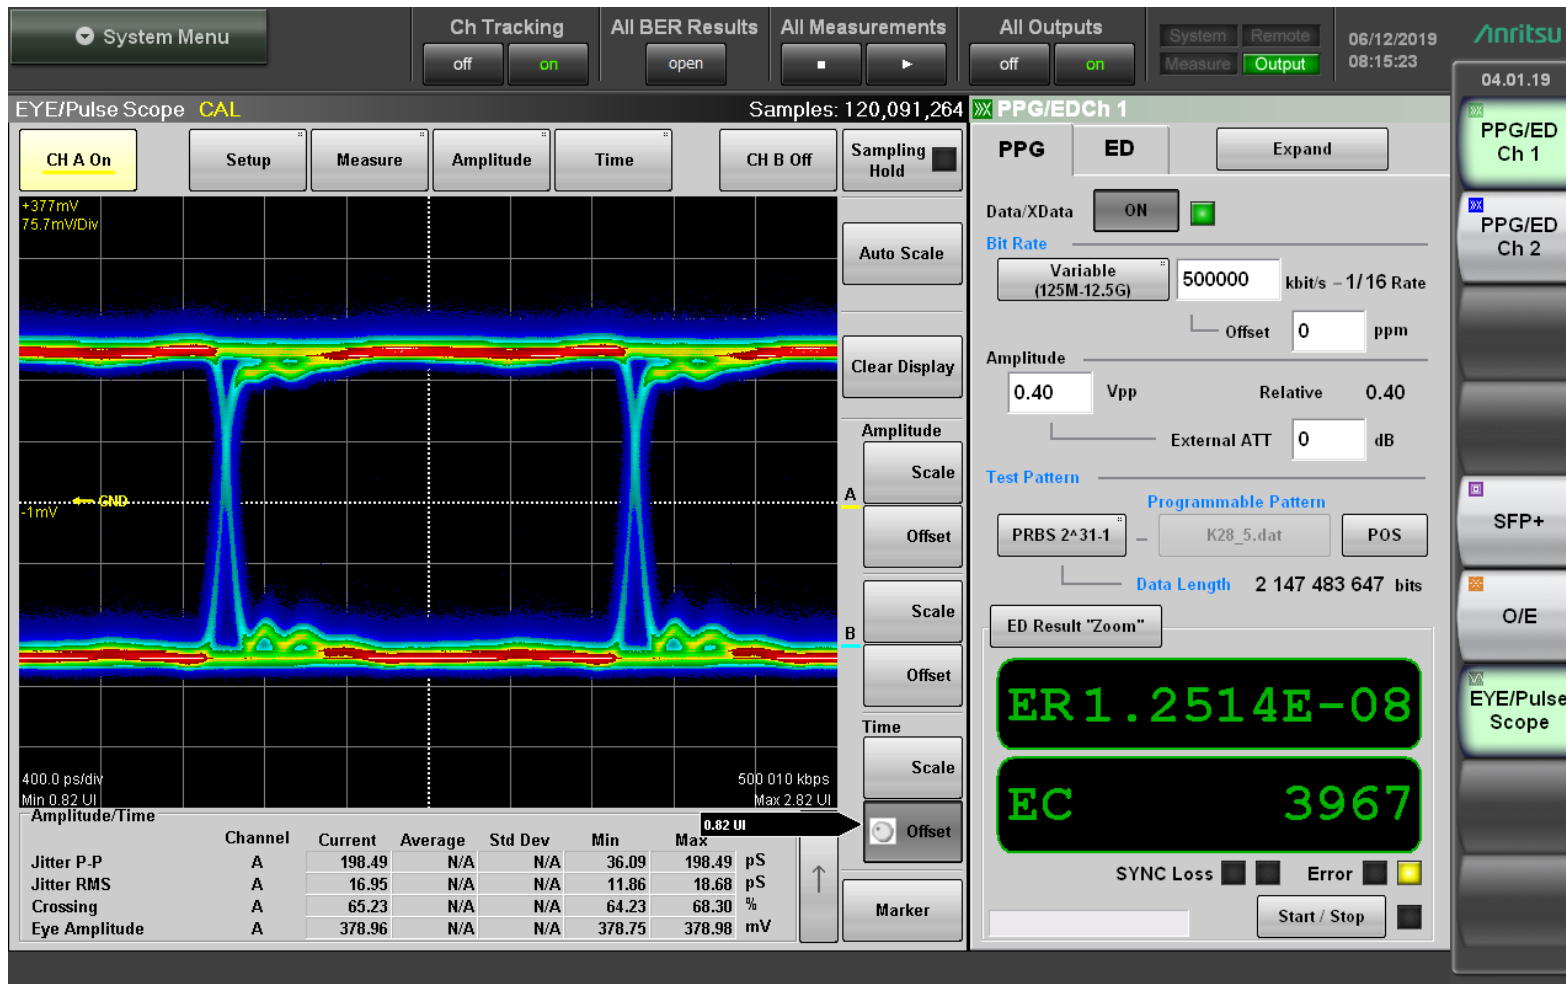 System Menu
Ch Tracking
off on
All BER Results
open
All Measurements
All Outputs
off on
System Remote
Measure Output
06/12/2019
08:15:23
Anritsu
04.01.19
EYE/Pulse Scope CAL
Samples: 120,091,264
CH A On
Setup
Measure
Amplitude
Time
CH B Off
Sampling
Hold
+377mV
75.7mV/Div
GND
-1mV
400.0 ps/div
Min 0.82 UI
500 010 kbps
Max 2.82 UI
Auto Scale
Clear Display
Amplitude
A
Scale
Offset
B
Scale
Offset
Time
Scale
0.82 UI
Offset
Marker
Amplitude/Time
Channel Current Average Std Dev Min Max
Jitter P-P A 198.49 N/A N/A 36.09 198.49 pS
Jitter RMS A 16.95 N/A N/A 11.86 18.68 pS
Crossing A 65.23 N/A N/A 64.23 68.30 %
Eye Amplitude A 378.96 N/A N/A 378.75 378.98 mV
PPG/EDCh 1
PPG ED Expand
Data/XData ON
Bit Rate
Variable
(125M-12.5G)
500000 kbit/s – 1/16 Rate
Offset 0 ppm
Amplitude
0.40 Vpp Relative 0.40
External ATT 0 dB
Test Pattern
Programmable Pattern
PRBS 2^31-1 K28_5.dat POS
Data Length 2 147 483 647 bits
ED Result "Zoom"
ER 1.2514E-08
EC 3967
SYNC Loss Error
Start / Stop
PPG/ED
Ch 1
PPG/ED
Ch 2
SFP+
O/E
EYE/Pulse
Scope